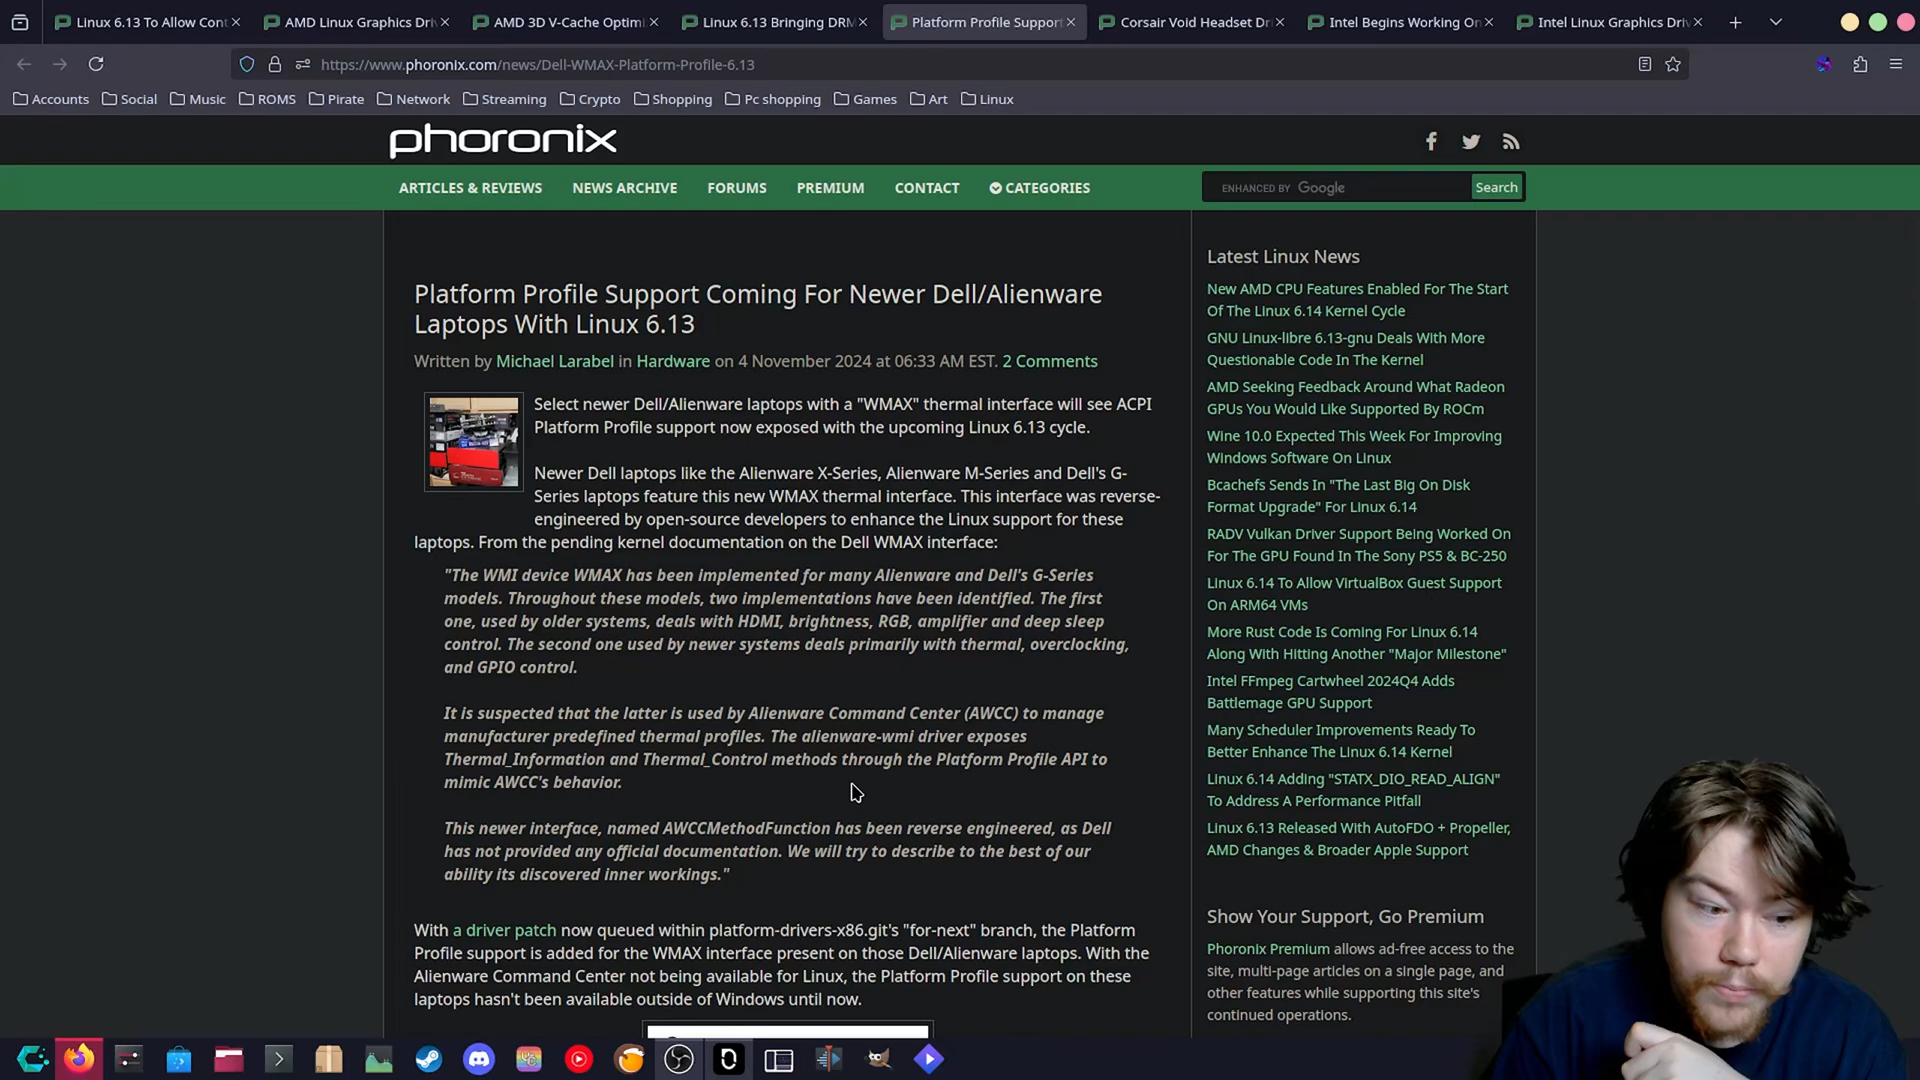 Linux 6.13 To Allow Cont
AMD Linux Graphics Driv
AMD 3D V-Cache Optimi
Linux 6.13 Bringing DRM
Platform Profile Support
Corsair Void Headset Dri
Intel Begins Working On
Intel Linux Graphics Driv
https://www.phoronix.com/news/Dell-WMAX-Platform-Profile-6.13
Accounts
Social
Music
ROMS
Pirate
Network
Streaming
Crypto
Shopping
Pc shopping
Games
Art
Linux
phoronix
ARTICLES & REVIEWS
NEWS ARCHIVE
FORUMS
PREMIUM
CONTACT
CATEGORIES
ENHANCED BY Google
Search
Platform Profile Support Coming For Newer Dell/Alienware
Laptops With Linux 6.13
Written by Michael Larabel in Hardware on 4 November 2024 at 06:33 AM EST. 2 Comments
Select newer Dell/Alienware laptops with a "WMAX" thermal interface will see ACPI
Platform Profile support now exposed with the upcoming Linux 6.13 cycle.
Newer Dell laptops like the Alienware X-Series, Alienware M-Series and Dell's G-
Series laptops feature this new WMAX thermal interface. This interface was reverse-
engineered by open-source developers to enhance the Linux support for these
laptops. From the pending kernel documentation on the Dell WMAX interface:
"The WMI device WMAX has been implemented for many Alienware and Dell's G-Series
models. Throughout these models, two implementations have been identified. The first
one, used by older systems, deals with HDMI, brightness, RGB, amplifier and deep sleep
control. The second one used by newer systems deals primarily with thermal, overclocking,
and GPIO control.
It is suspected that the latter is used by Alienware Command Center (AWCC) to manage
manufacturer predefined thermal profiles. The alienware-wmi driver exposes
Thermal_Information and Thermal_Control methods through the Platform Profile API to
mimic AWCC's behavior.
This newer interface, named AWCCMethodFunction has been reverse engineered, as Dell
has not provided any official documentation. We will try to describe to the best of our
ability its discovered inner workings."
With a driver patch now queued within platform-drivers-x86.git's "for-next" branch, the Platform
Profile support is added for the WMAX interface present on those Dell/Alienware laptops. With the
Alienware Command Center not being available for Linux, the Platform Profile support on these
laptops hasn't been available outside of Windows until now.
Latest Linux News
New AMD CPU Features Enabled For The Start
Of The Linux 6.14 Kernel Cycle
GNU Linux-libre 6.13-gnu Deals With More
Questionable Code In The Kernel
AMD Seeking Feedback Around What Radeon
GPUs You Would Like Supported By ROCm
Wine 10.0 Expected This Week For Improving
Windows Software On Linux
Bcachefs Sends In "The Last Big On Disk
Format Upgrade" For Linux 6.14
RADV Vulkan Driver Support Being Worked On
For The GPU Found In The Sony PS5 & BC-250
Linux 6.14 To Allow VirtualBox Guest Support
On ARM64 VMs
More Rust Code Is Coming For Linux 6.14
Along With Hitting Another "Major Milestone"
Intel FFmpeg Cartwheel 2024Q4 Adds
Battlemage GPU Support
Many Scheduler Improvements Ready To
Better Enhance The Linux 6.14 Kernel
Linux 6.14 Adding "STATX_DIO_READ_ALIGN"
To Address A Performance Pitfall
Linux 6.13 Released With AutoFDO + Propeller,
AMD Changes & Broader Apple Support
Show Your Support, Go Premium
Phoronix Premium allows ad-free access to the
site, multi-page articles on a single page, and
other features while supporting this site's
continued operations.